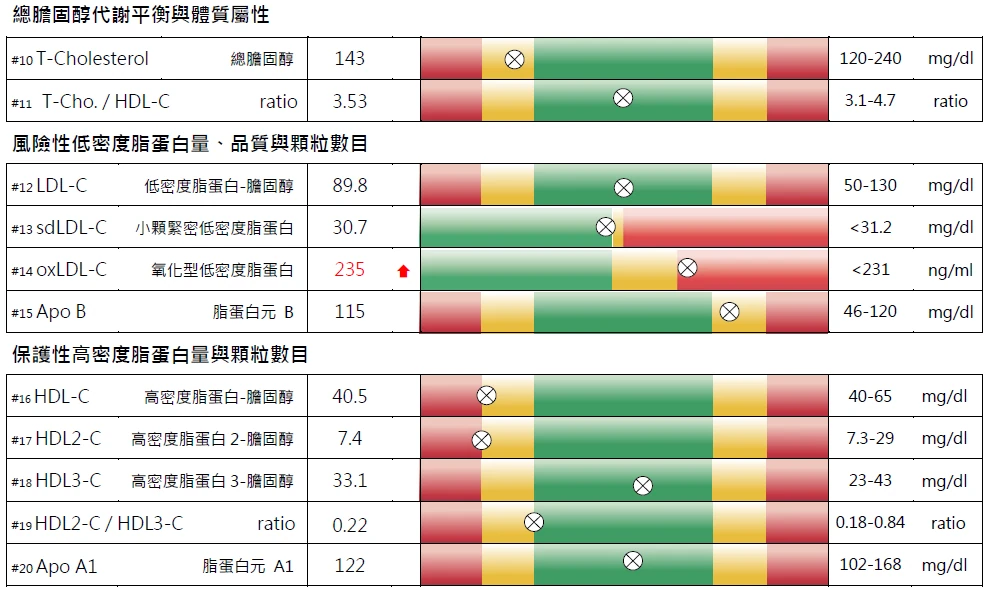 總膽固醇代謝平衡與體質屬性
#10 T-Cholesterol 總膽固醇 143 120-240 mg/dl
#11 T-Cho. / HDL-C ratio 3.53 3.1-4.7 ratio
風險性低密度脂蛋白量、品質與顆粒數目
#12 LDL-C 低密度脂蛋白-膽固醇 89.8 50-130 mg/dl
#13 sdLDL-C 小顆緊密低密度脂蛋白 30.7 <31.2 mg/dl
#14 oxLDL-C 氧化型低密度脂蛋白 235 <231 ng/ml
#15 Apo B 脂蛋白元 B 115 46-120 mg/dl
保護性高密度脂蛋白量與顆粒數目
#16 HDL-C 高密度脂蛋白-膽固醇 40.5 40-65 mg/dl
#17 HDL2-C 高密度脂蛋白2-膽固醇 7.4 7.3-29 mg/dl
#18 HDL3-C 高密度脂蛋白3-膽固醇 33.1 23-43 mg/dl
#19 HDL2-C / HDL3-C ratio 0.22 0.18-0.84 ratio
#20 Apo A1 脂蛋白元 A1 122 102-168 mg/dl